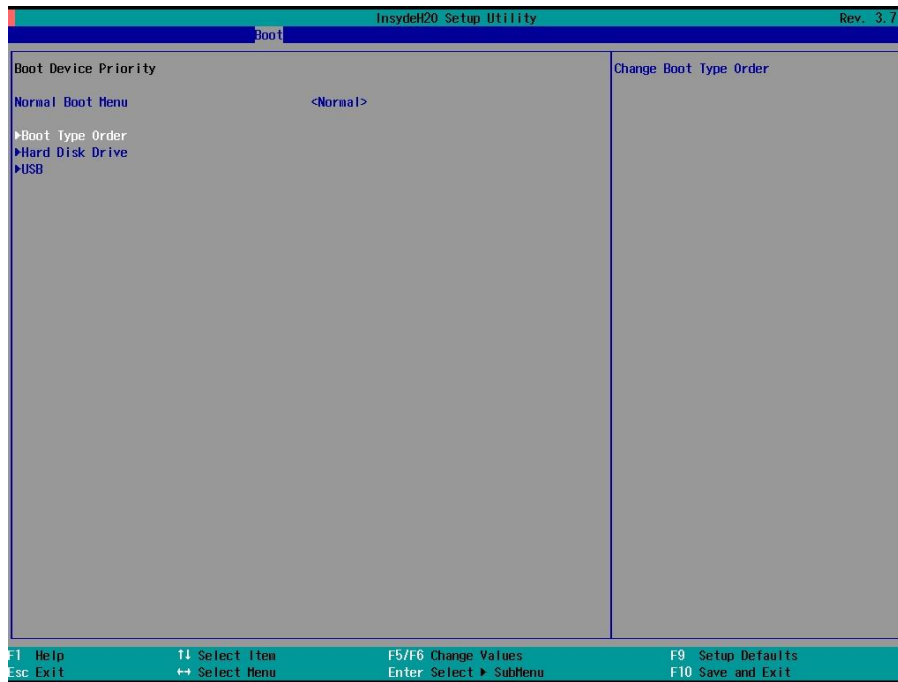 InsydeH20 Setup Utility Rev. 3.7
Boot
Boot Device Priority
Normal Boot Menu <Normal>
▶Boot Type Order
▶Hard Disk Drive
▶USB
Change Boot Type Order
F1 Help ↑↓ Select Item F5/F6 Change Values F9 Setup Defaults
Esc Exit ↔ Select Menu Enter Select ▶ SubMenu F10 Save and Exit